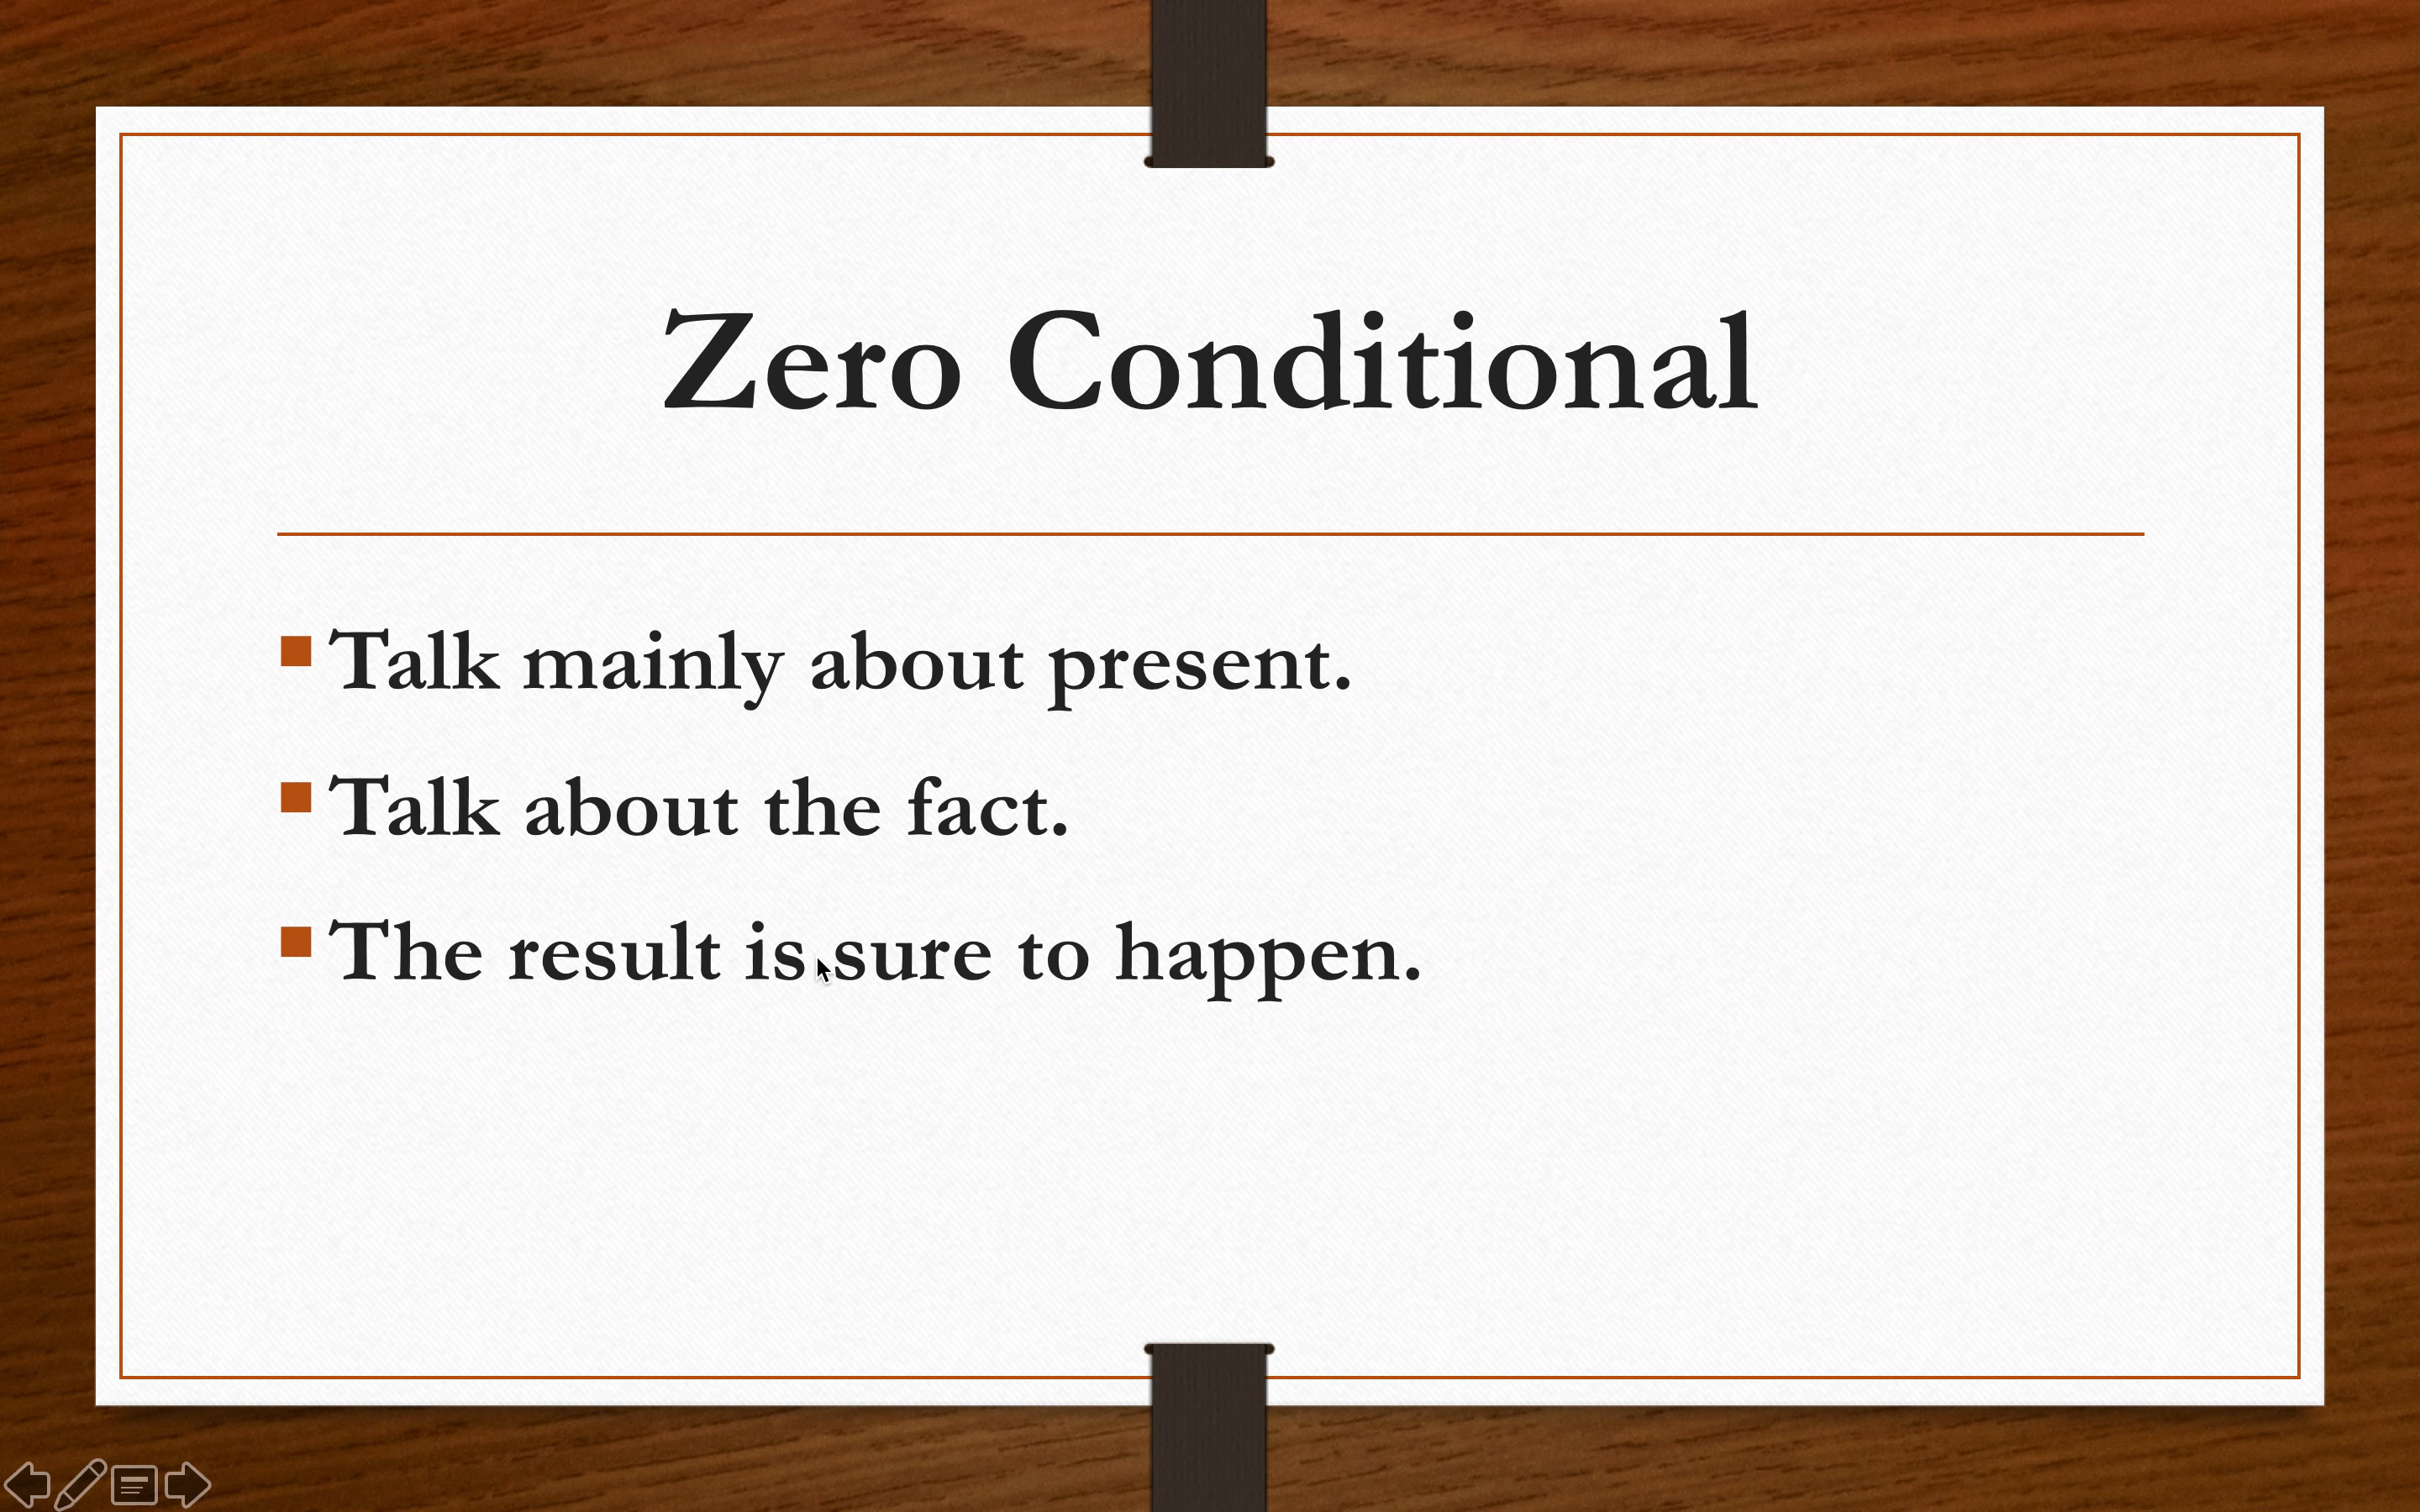 Zero Conditional
Talk mainly about present.
Talk about the fact.
The result is sure to happen.